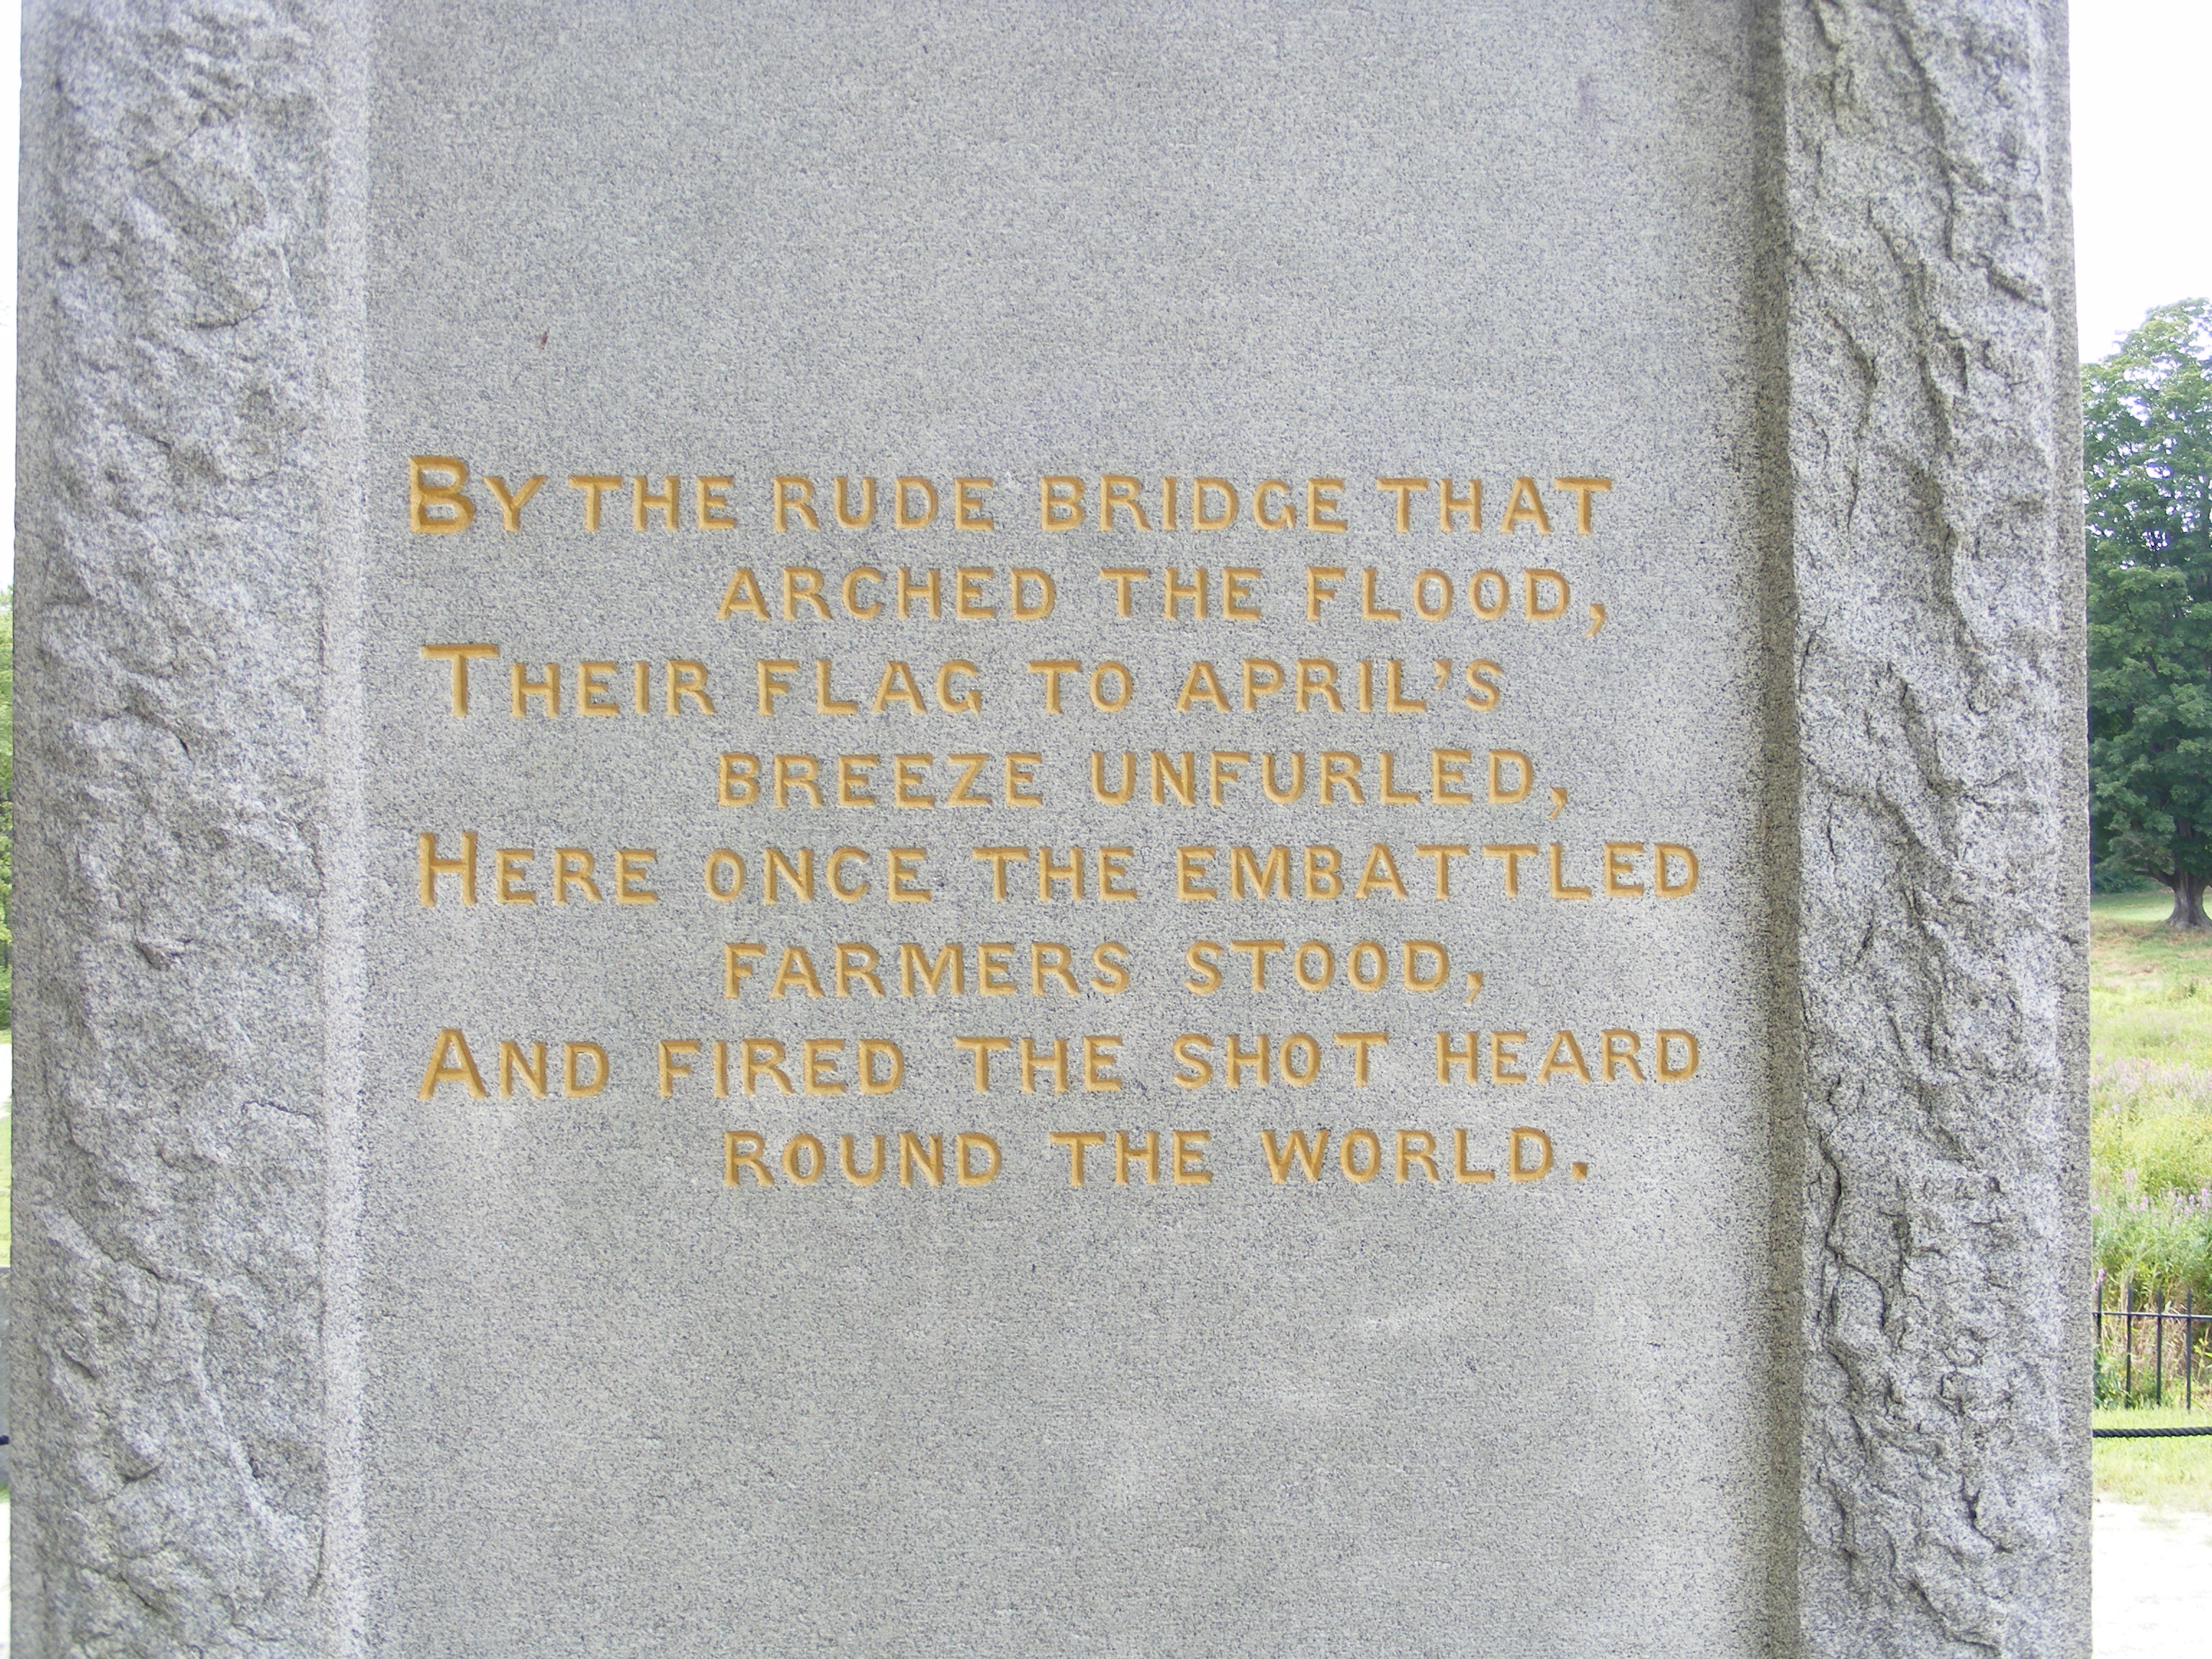 BY THE RUDE BRIDGE THAT
ARCHED THE FLOOD,
THEIR FLAG TO APRIL'S
BREEZE UNFURLED,
HERE ONCE THE EMBATTLED
FARMERS STOOD,
AND FIRED THE SHOT HEARD
ROUND THE WORLD.